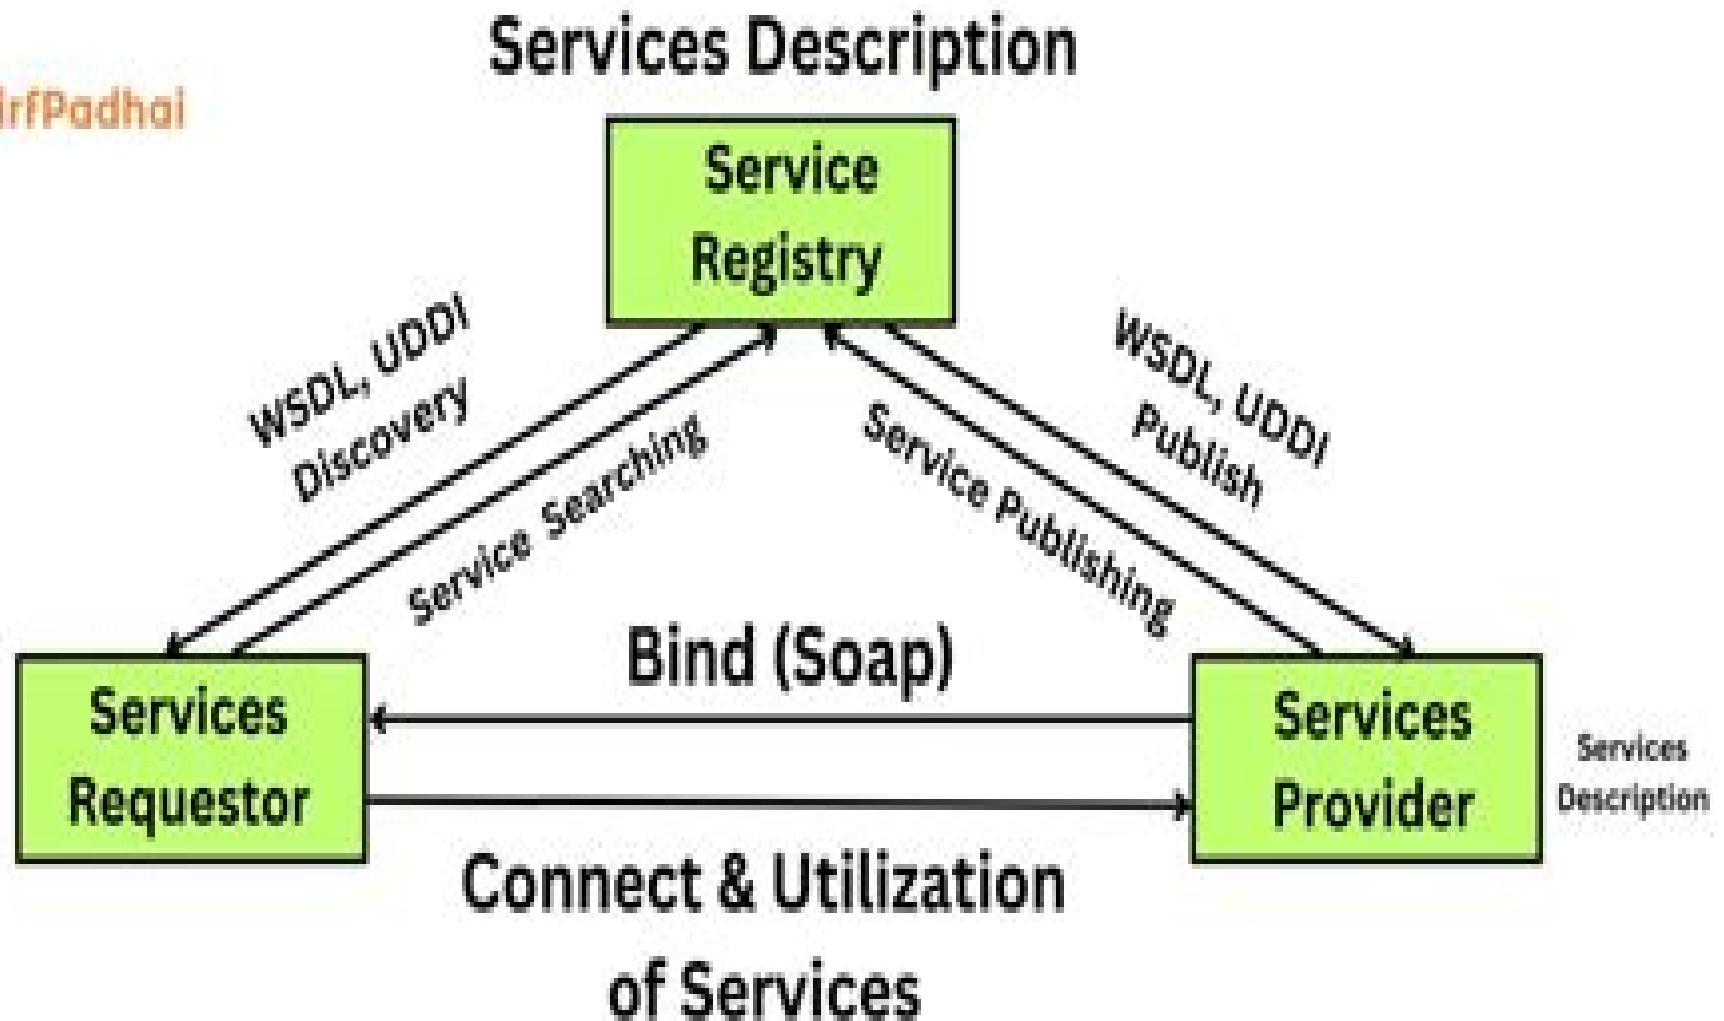 Services Description
irfPadhai
Service
Registry
WSDL, UDDI
Discovery
Service Searching
WSDL, UDDI
Publish
Service Publishing
Bind (Soap)
Services
Requestor
Services
Provider
Services
Description
Connect & Utilization
of Services